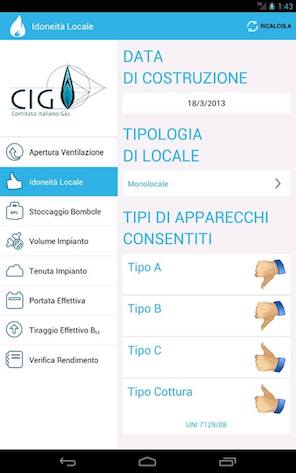 1:43
Idoneità Locale
RICALCOLA
CIG
Comitato Italiano Gas
Apertura Ventilazione
Idoneità Locale
Stoccaggio Bombole
Volume Impianto
Tenuta Impianto
Portata Effettiva
Tiraggio Effettivo B₁₁
Verifica Rendimento
DATA
DI COSTRUZIONE
18/3/2013
TIPOLOGIA
DI LOCALE
Monolocale
TIPI DI APPARECCHI
CONSENTITI
Tipo A
Tipo B
Tipo C
Tipo Cottura
UNI 7129/08